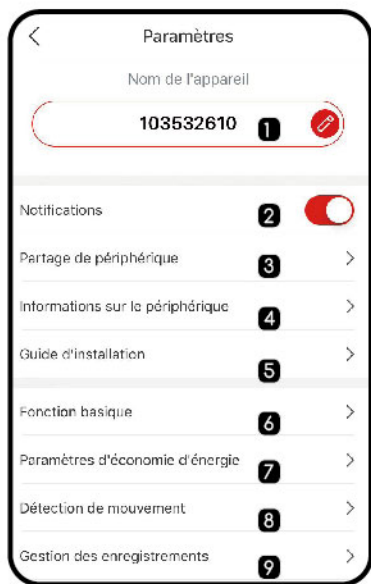 Paramètres
Nom de l'appareil
103532610 1
Notifications 2
Partage de périphérique 3
Informations sur le périphérique 4
Guide d'installation 5
Fonction basique 6
Paramètres d'économie d'énergie 7
Détection de mouvement 8
Gestion des enregistrements 9